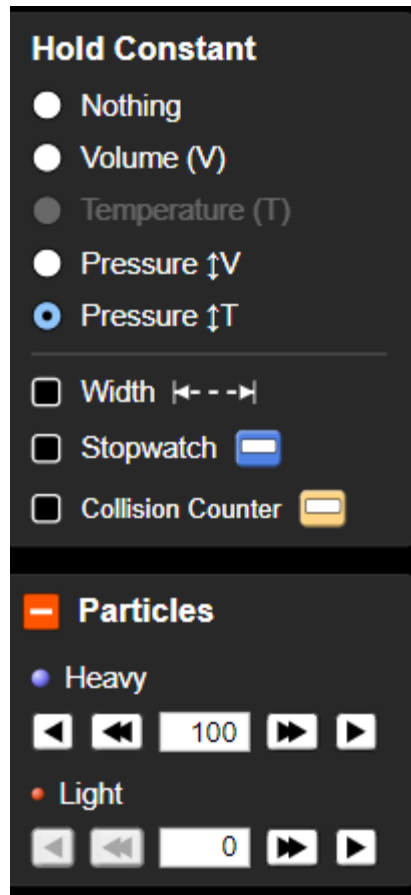 Hold Constant
Nothing
Volume (V)
Temperature (T)
Pressure ↕V
Pressure ↕T
Width
Stopwatch
Collision Counter
Particles
Heavy
100
Light
0